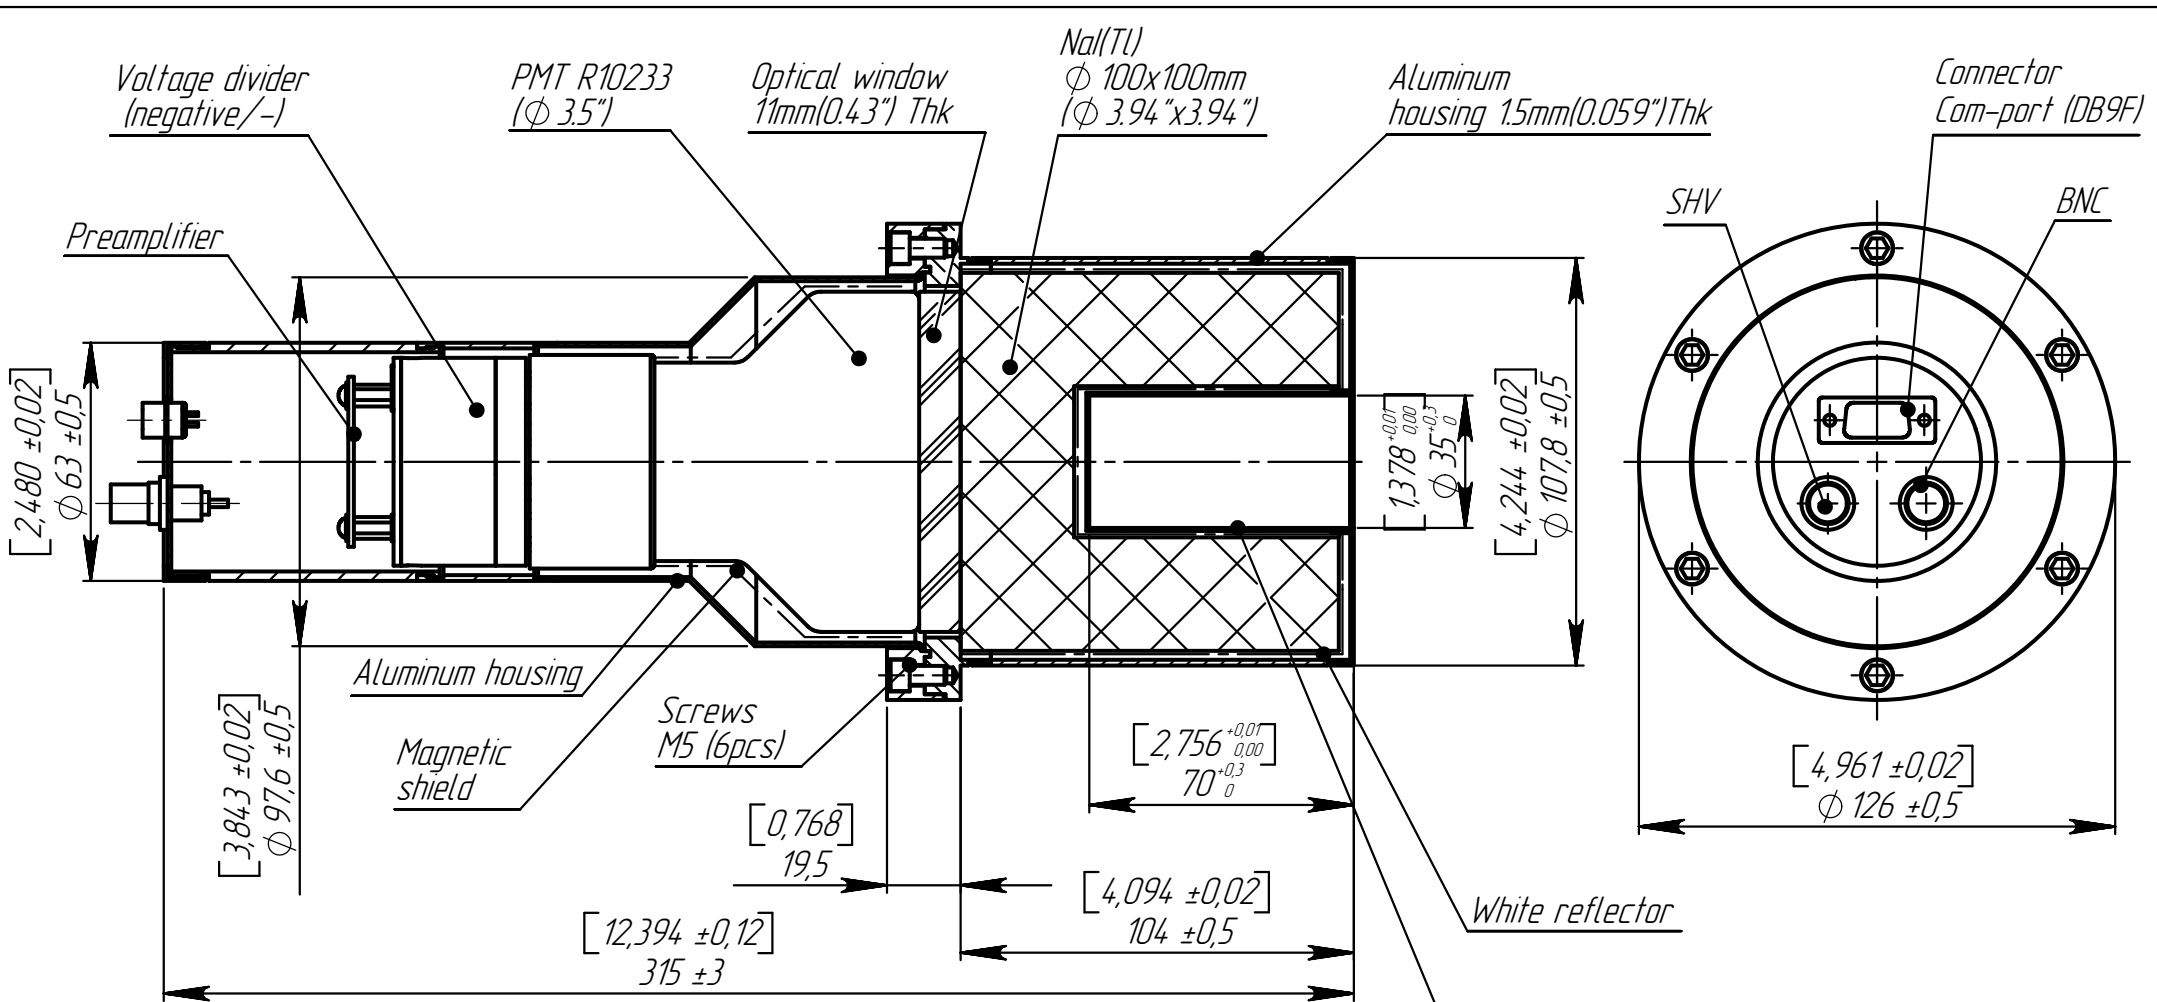 Voltage divider
(negative/-)
PMT R10233
(∅ 3.5")
Optical window
11mm(0.43") Thk
NaI(Tl)
∅ 100x100mm
(∅ 3.94"x3.94")
Aluminum
housing 1.5mm(0.059")Thk
Connector
Com-port (DB9F)
SHV
BNC
Preamplifier
[2,480 ±0,02]
∅ 63 ±0,5
[3,843 ±0,02]
∅ 97,6 ±0,5
[1,378 +0,01 0,00]
∅ 35 +0,3 0
[4,244 ±0,02]
∅ 107,8 ±0,5
Aluminum housing
Magnetic
shield
Screws
M5 (6pcs)
[2,756 +0,01 0,00]
70 +0,3 0
[0,768]
19,5
[4,094 ±0,02]
104 ±0,5
[12,394 ±0,12]
315 ±3
[4,961 ±0,02]
∅ 126 ±0,5
White reflector